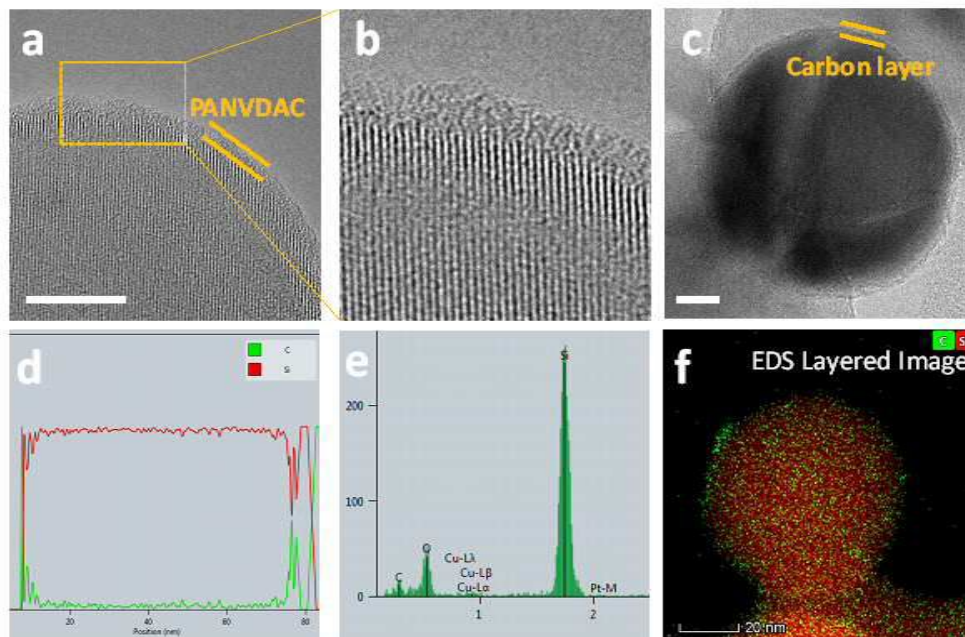 a
PANVDAC
b
c
Carbon layer
d
C
Si
0
20
40
60
80
Position (nm)
e
200
100
0
C
O
Si
Cu-Lλ
Cu-Lβ
Cu-Lα
Pt-M
1
2
f
C S
EDS Layered Image
20 nm